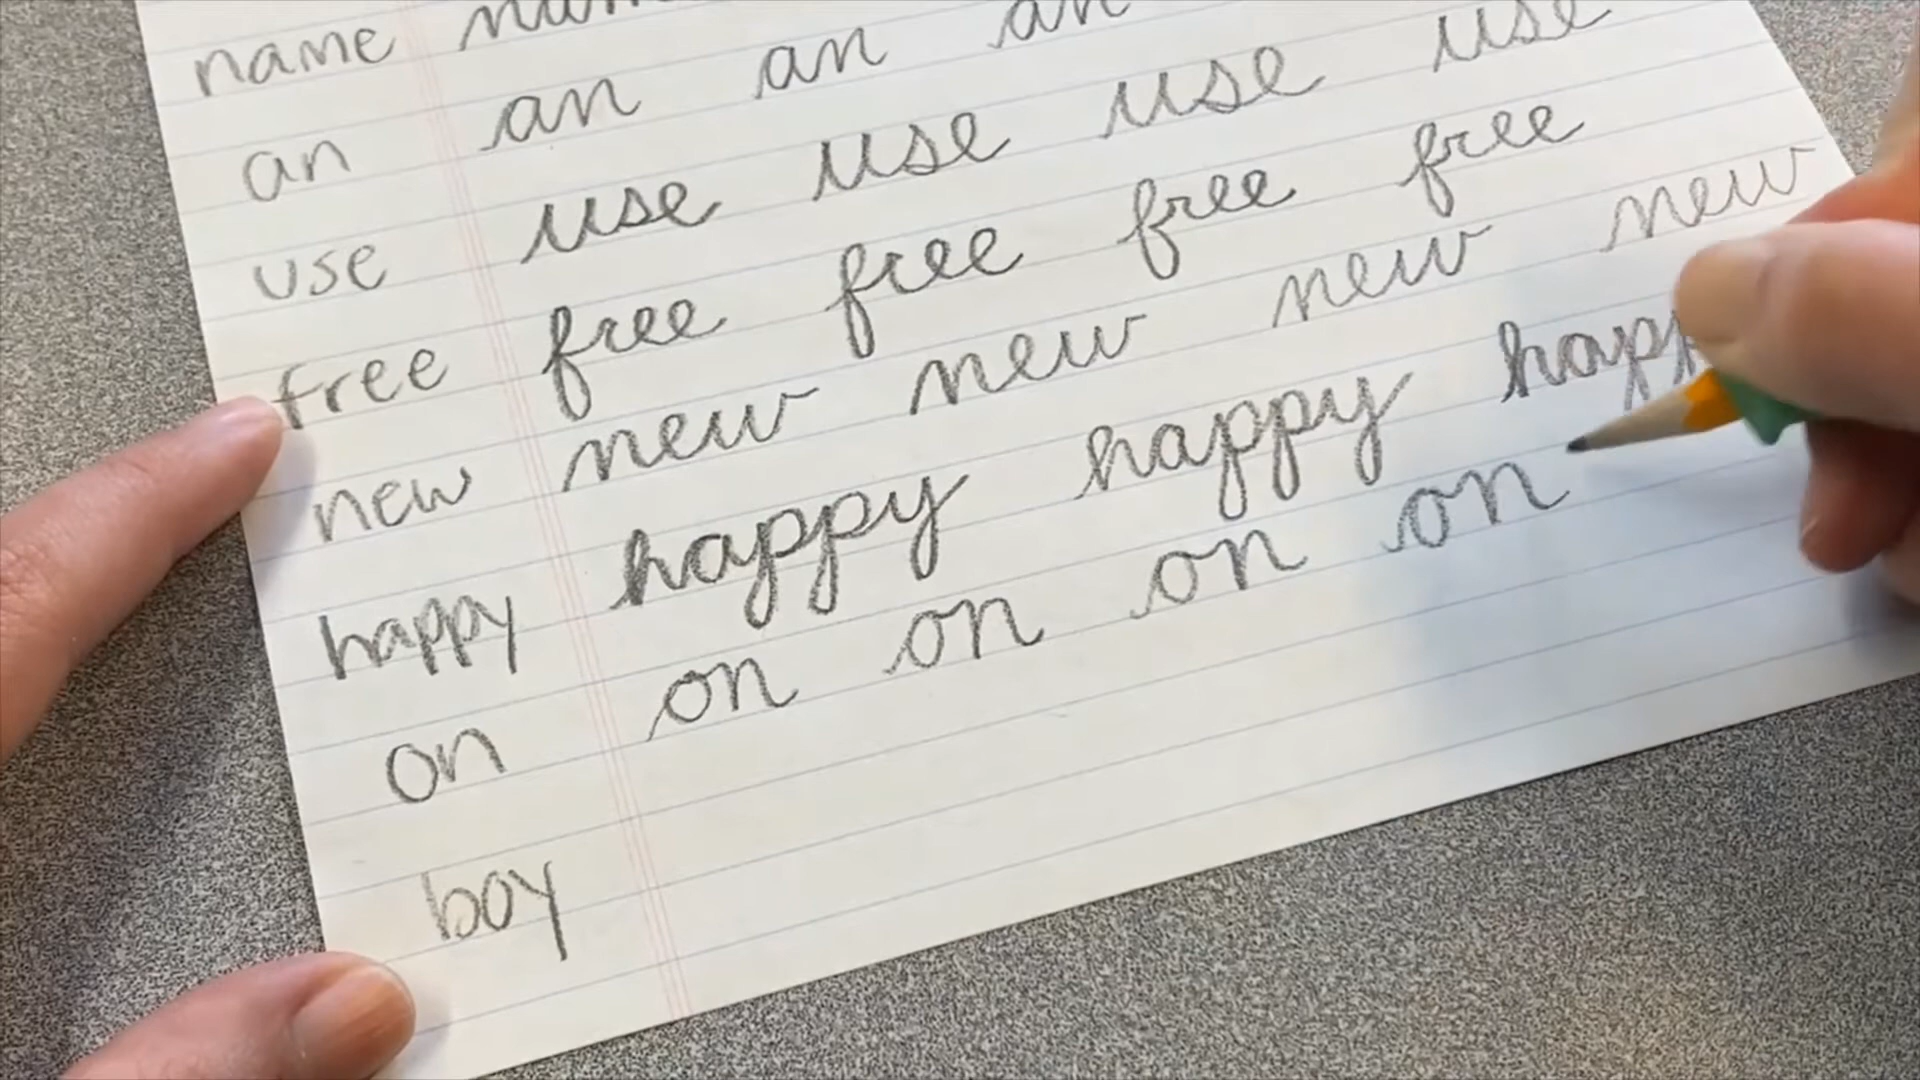 name
an an an an
use use use use use
free free free free free
new new new new new
happy happy happy
on on on on on
boy